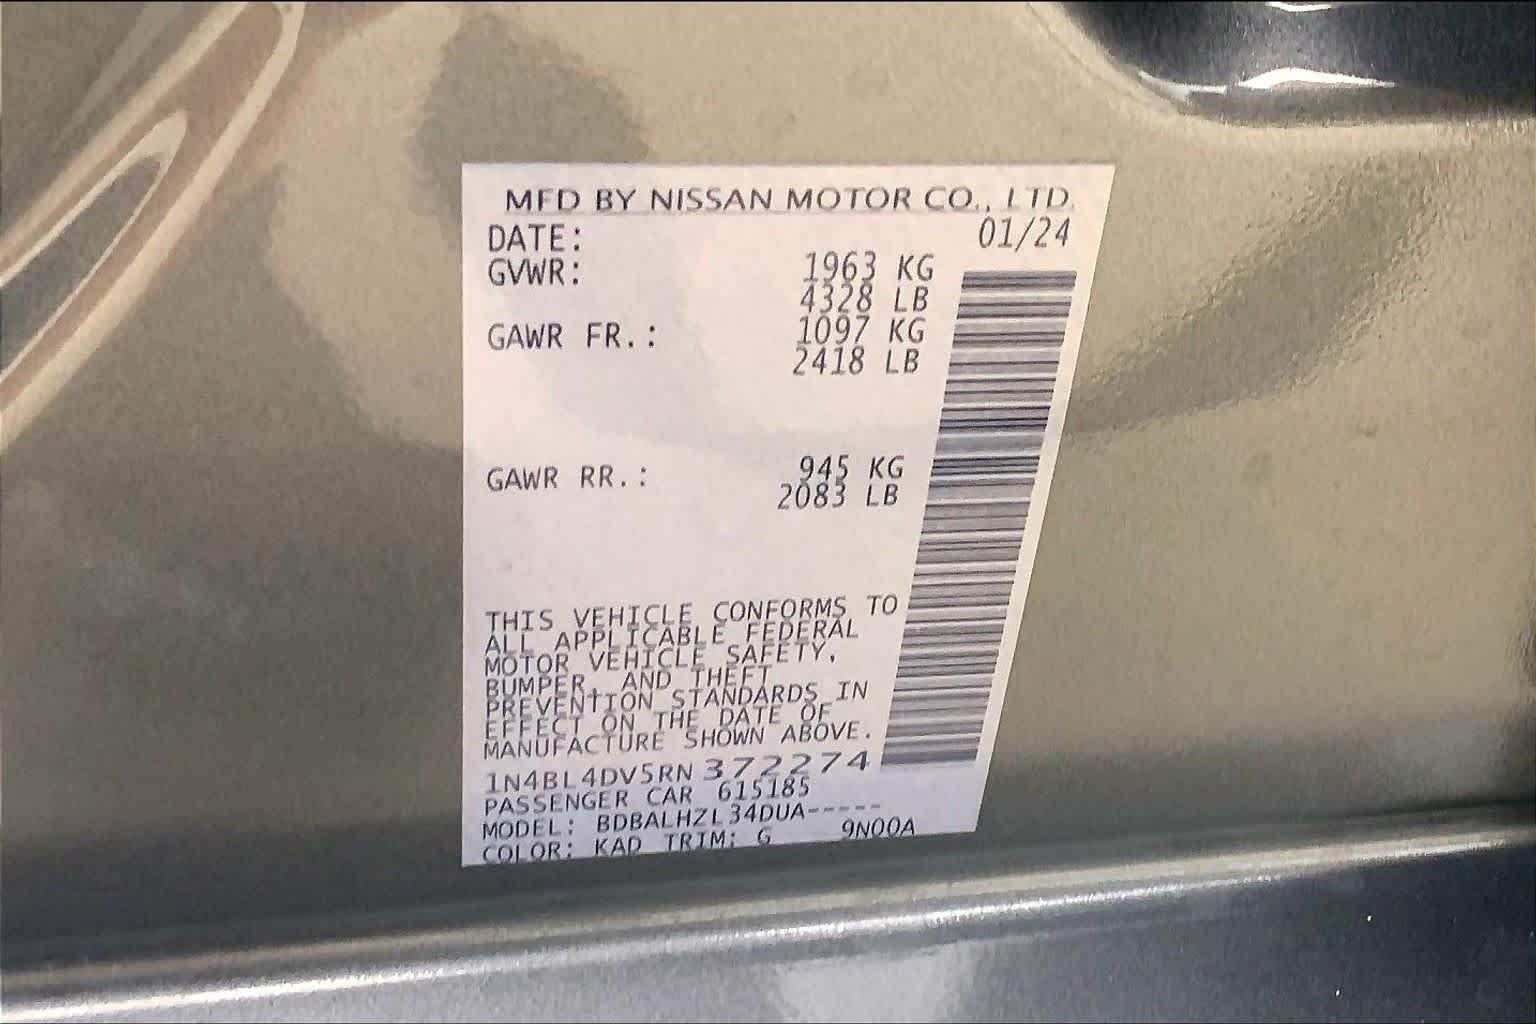 MFD BY NISSAN MOTOR CO., LTD.
DATE: 01/24
GVWR: 1963 KG
4328 LB
GAWR FR.: 1097 KG
2418 LB
GAWR RR.: 945 KG
2083 LB
THIS VEHICLE CONFORMS TO
ALL APPLICABLE FEDERAL
MOTOR VEHICLE SAFETY,
BUMPER, AND THEFT
PREVENTION STANDARDS IN
EFFECT ON THE DATE OF
MANUFACTURE SHOWN ABOVE.
1N4BL4DV5RN372274
PASSENGER CAR 615185
MODEL: BDBALHZL34DUA-----
COLOR: KAD TRIM: G 9N00A